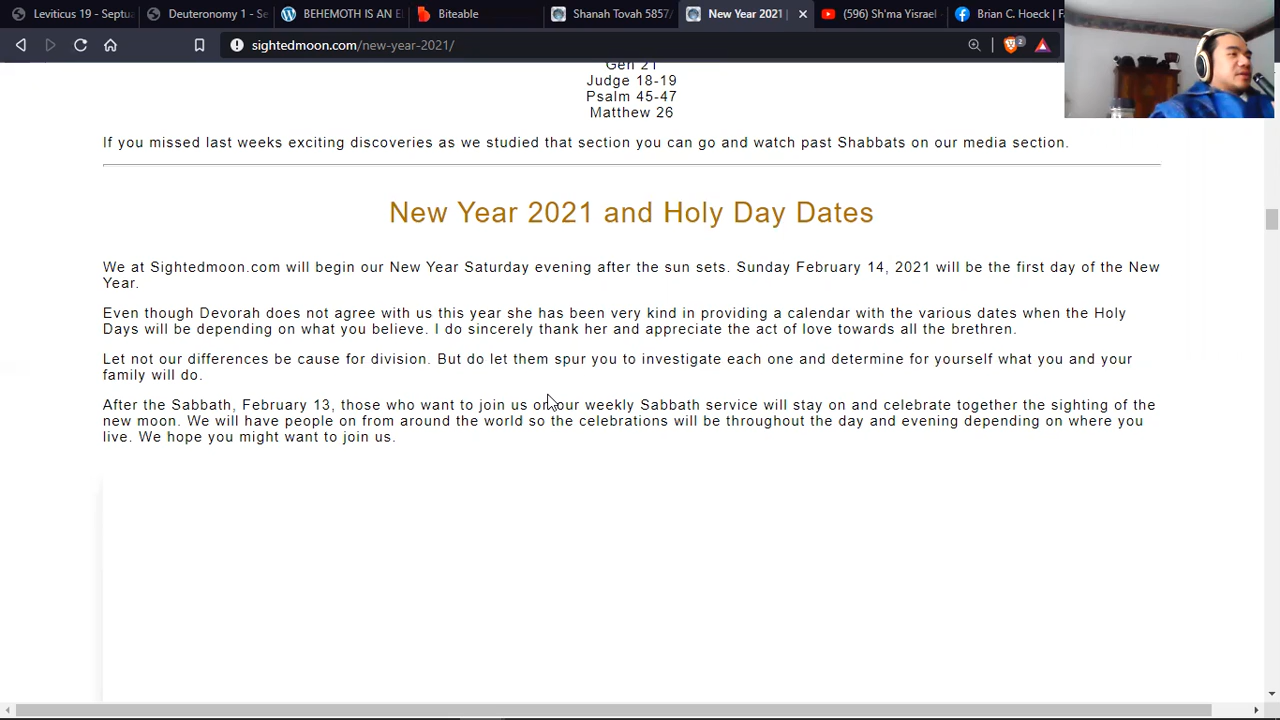 Leviticus 19 - Septua
Deuteronomy 1 - Se
BEHEMOTH IS AN E
Biteable
Shanah Tovah 5857/
New Year 2021 |
(596) Sh'ma Yisrael -
Brian C. Hoeck | F
sightedmoon.com/new-year-2021/
2
Gen 21
Judge 18-19
Psalm 45-47
Matthew 26
If you missed last weeks exciting discoveries as we studied that section you can go and watch past Shabbats on our media section.
New Year 2021 and Holy Day Dates
We at Sightedmoon.com will begin our New Year Saturday evening after the sun sets. Sunday February 14, 2021 will be the first day of the New
Year.
Even though Devorah does not agree with us this year she has been very kind in providing a calendar with the various dates when the Holy
Days will be depending on what you believe. I do sincerely thank her and appreciate the act of love towards all the brethren.
Let not our differences be cause for division. But do let them spur you to investigate each one and determine for yourself what you and your
family will do.
After the Sabbath, February 13, those who want to join us on our weekly Sabbath service will stay on and celebrate together the sighting of the
new moon. We will have people on from around the world so the celebrations will be throughout the day and evening depending on where you
live. We hope you might want to join us.